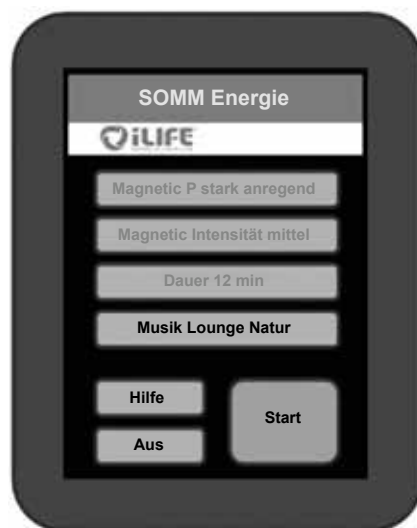 SOMM Energie
iLIFE
Magnetic P stark anregend
Magnetic Intensität mittel
Dauer 12 min
Musik Lounge Natur
Hilfe
Start
Aus